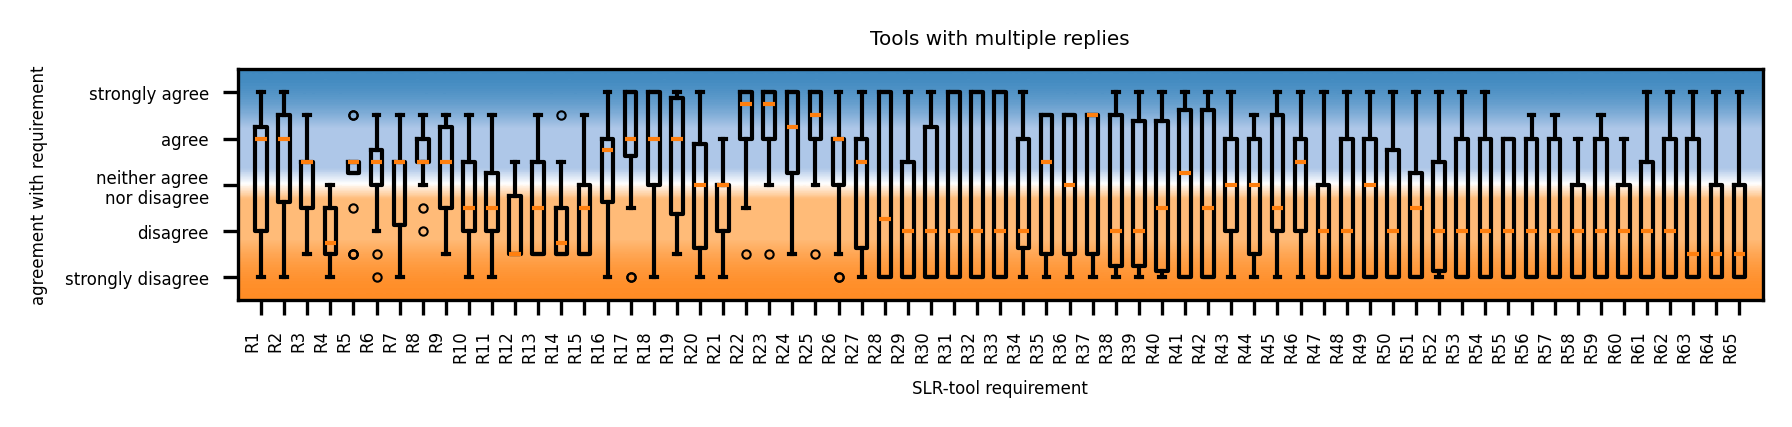 Tools with multiple replies
agreement with requirement
strongly agree
agree
neither agree
nor disagree
disagree
strongly disagree
R1
R2
R3
R4
R5
R6
R7
R8
R9
R10
R11
R12
R13
R14
R15
R16
R17
R18
R19
R20
R21
R22
R23
R24
R25
R26
R27
R28
R29
R30
R31
R32
R33
R34
R35
R36
R37
R38
R39
R40
R41
R42
R43
R44
R45
R46
R47
R48
R49
R50
R51
R52
R53
R54
R55
R56
R57
R58
R59
R60
R61
R62
R63
R64
R65
SLR-tool requirement